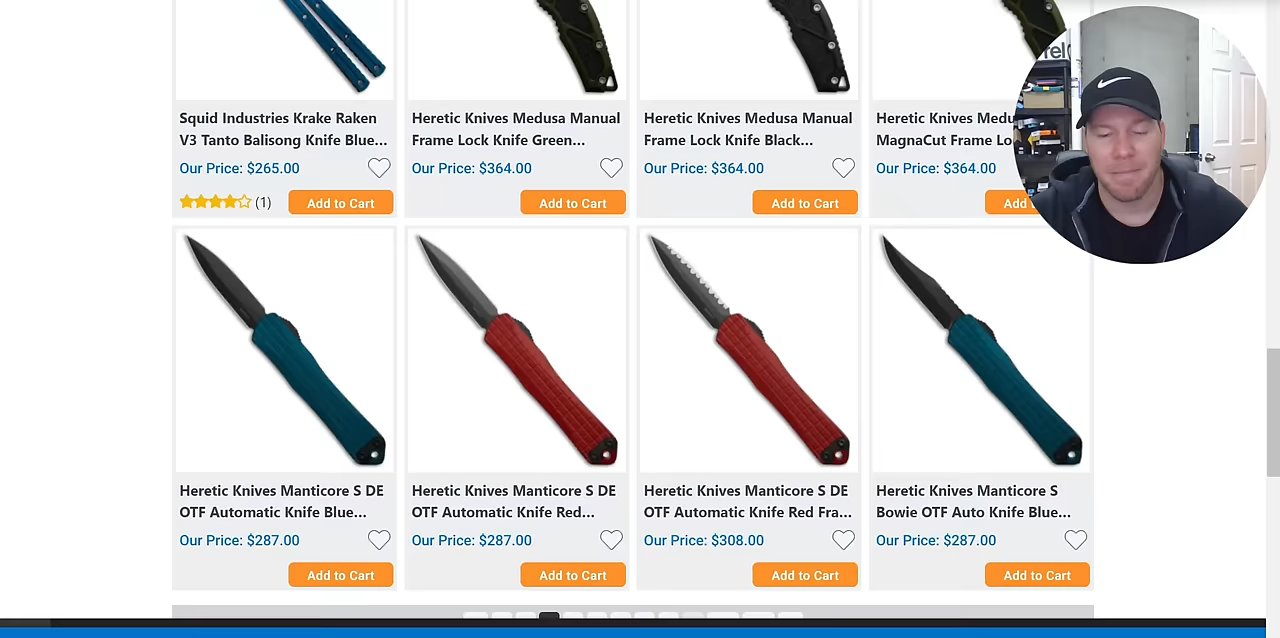 Squid Industries Krake Raken
V3 Tanto Balisong Knife Blue...
Our Price: $265.00
(1)
Add to Cart
Heretic Knives Medusa Manual
Frame Lock Knife Green...
Our Price: $364.00
Add to Cart
Heretic Knives Medusa Manual
Frame Lock Knife Black...
Our Price: $364.00
Add to Cart
Heretic Knives
MagnaCut Frame
Our Price: $364.00
Add
Heretic Knives Manticore S DE
OTF Automatic Knife Blue...
Our Price: $287.00
Add to Cart
Heretic Knives Manticore S DE
OTF Automatic Knife Red...
Our Price: $287.00
Add to Cart
Heretic Knives Manticore S DE
OTF Automatic Knife Red Fra...
Our Price: $308.00
Add to Cart
Heretic Knives Manticore S
Bowie OTF Auto Knife Blue...
Our Price: $287.00
Add to Cart